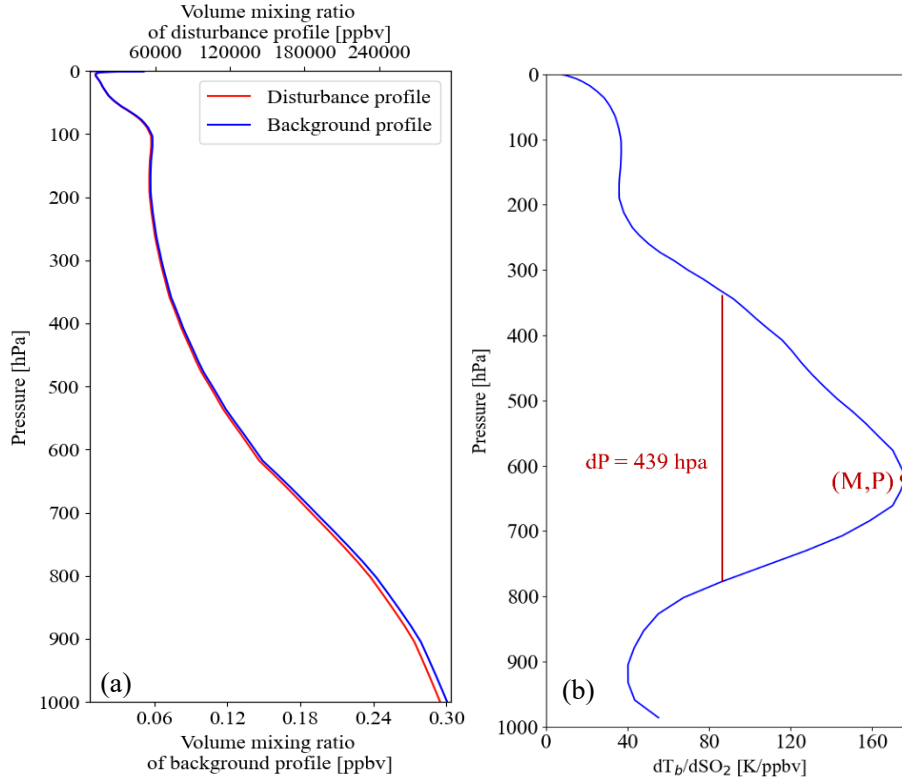 Volume mixing ratio
of disturbance profile [ppbv]
60000 120000 180000 240000
0
100
200
300
400
500
600
700
800
900
1000
Pressure [hPa]
Disturbance profile
Background profile
(a)
0.06 0.12 0.18 0.24 0.30
Volume mixing ratio
of background profile [ppbv]
0
100
200
300
400
500
600
700
800
900
1000
Pressure [hPa]
dP = 439 hpa
(M,P)
(b)
0 40 80 120 160
dT_b/dSO₂ [K/ppbv]